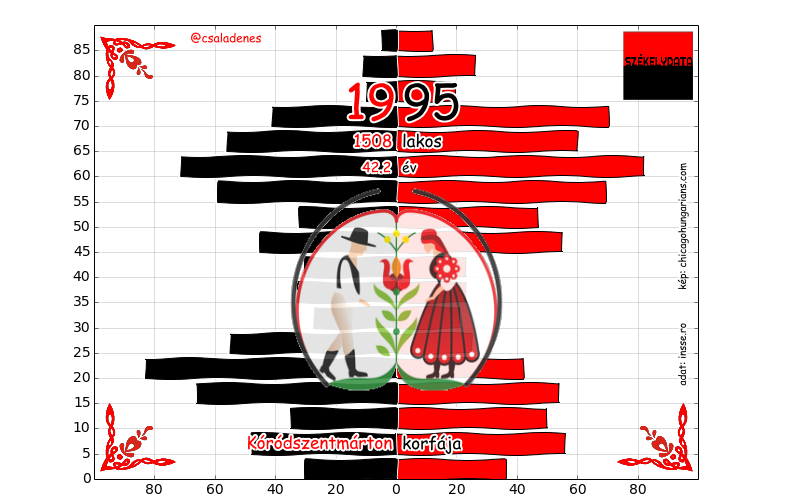 @csaladenes
SZÉKELYDATA
1995
1508 lakos
42.2 év
kép: chicagohungarians.com
adat: insse.ro
Kóródszentmárton korfája
85
80
75
70
65
60
55
50
45
40
35
30
25
20
15
10
5
0
80 60 40 20 0 20 40 60 80